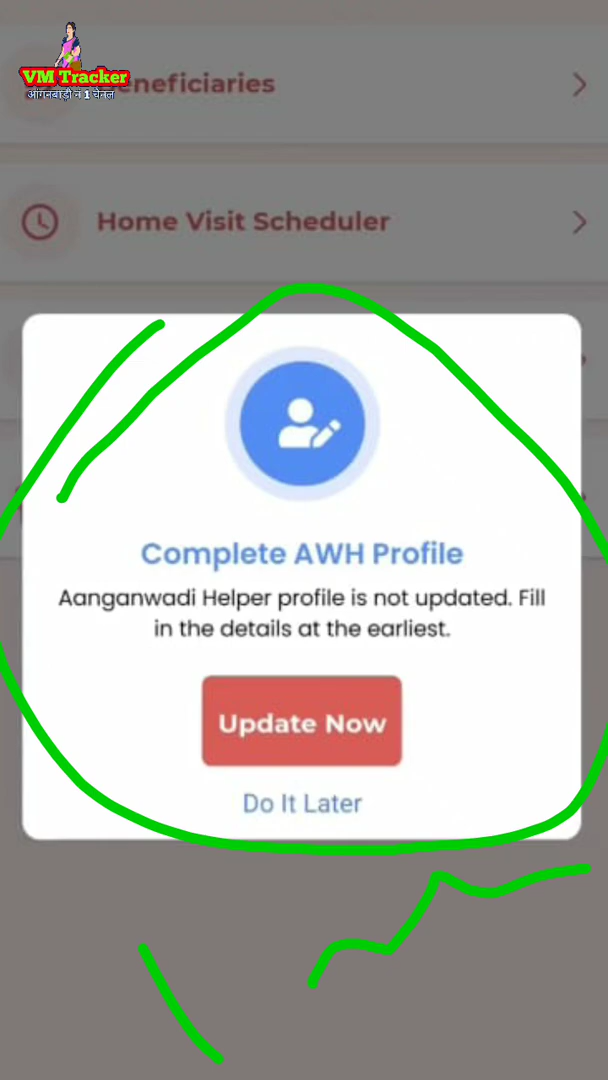 VM Tracker
आंगनबाड़ी न 1 चेनल
eneficiaries
Home Visit Scheduler
Complete AWH Profile
Aanganwadi Helper profile is not updated. Fill
in the details at the earliest.
Update Now
Do It Later